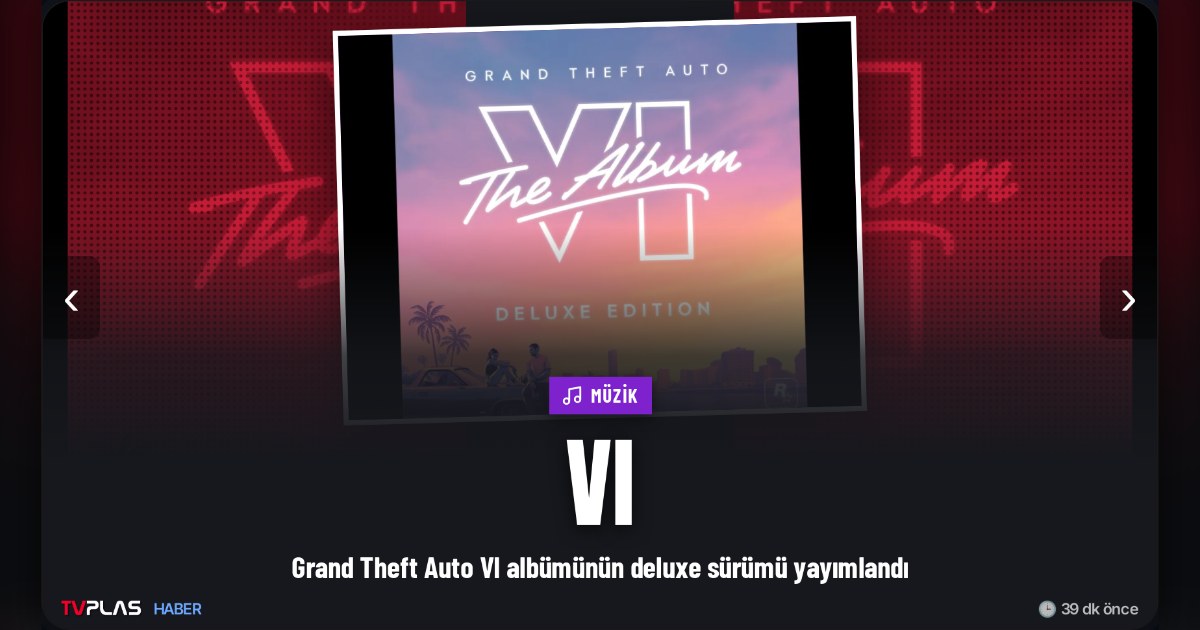 GRAND THEFT AUTO
VI
The Album
DELUXE EDITION
MÜZİK
VI
Grand Theft Auto VI albümünün deluxe sürümü yayımlandı
TVPLAS HABER
39 dk önce